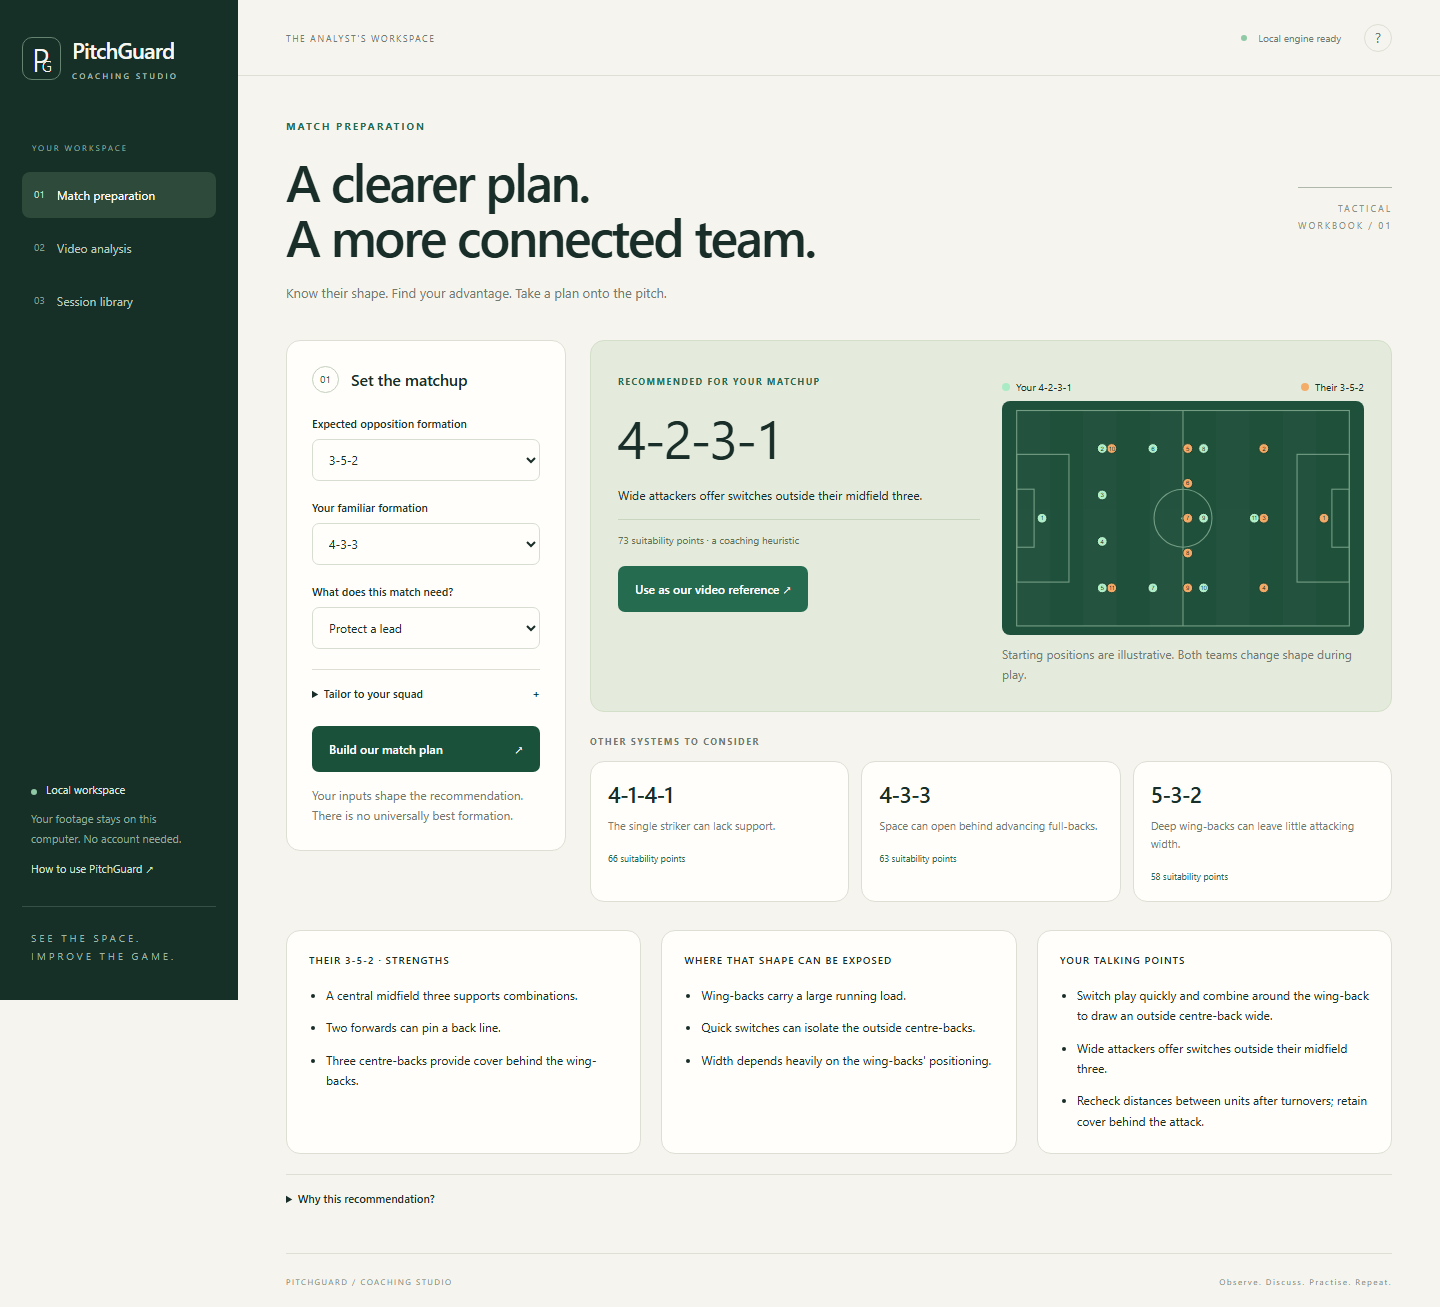 PG
PitchGuard
COACHING STUDIO
YOUR WORKSPACE
01 Match preparation
02 Video analysis
03 Session library
Local workspace
Your footage stays on this
computer. No account needed.
How to use PitchGuard ↗
SEE THE SPACE.
IMPROVE THE GAME.
THE ANALYST'S WORKSPACE
Local engine ready
?
MATCH PREPARATION
A clearer plan.
A more connected team.
Know their shape. Find your advantage. Take a plan onto the pitch.
TACTICAL
WORKBOOK / 01
01 Set the matchup
Expected opposition formation
3-5-2
Your familiar formation
4-3-3
What does this match need?
Protect a lead
Tailor to your squad +
Build our match plan ↗
Your inputs shape the recommendation.
There is no universally best formation.
RECOMMENDED FOR YOUR MATCHUP
4-2-3-1
Wide attackers offer switches outside their midfield three.
73 suitability points · a coaching heuristic
Use as our video reference ↗
Your 4-2-3-1
Their 3-5-2
Starting positions are illustrative. Both teams change shape during
play.
OTHER SYSTEMS TO CONSIDER
4-1-4-1
The single striker can lack support.
66 suitability points
4-3-3
Space can open behind advancing full-backs.
63 suitability points
5-3-2
Deep wing-backs can leave little attacking
width.
58 suitability points
THEIR 3-5-2 · STRENGTHS
• A central midfield three supports combinations.
• Two forwards can pin a back line.
• Three centre-backs provide cover behind the wing-
backs.
WHERE THAT SHAPE CAN BE EXPOSED
• Wing-backs carry a large running load.
• Quick switches can isolate the outside centre-backs.
• Width depends heavily on the wing-backs' positioning.
YOUR TALKING POINTS
• Switch play quickly and combine around the wing-back
to draw an outside centre-back wide.
• Wide attackers offer switches outside their midfield
three.
• Recheck distances between units after turnovers; retain
cover behind the attack.
Why this recommendation?
PITCHGUARD / COACHING STUDIO
Observe. Discuss. Practise. Repeat.